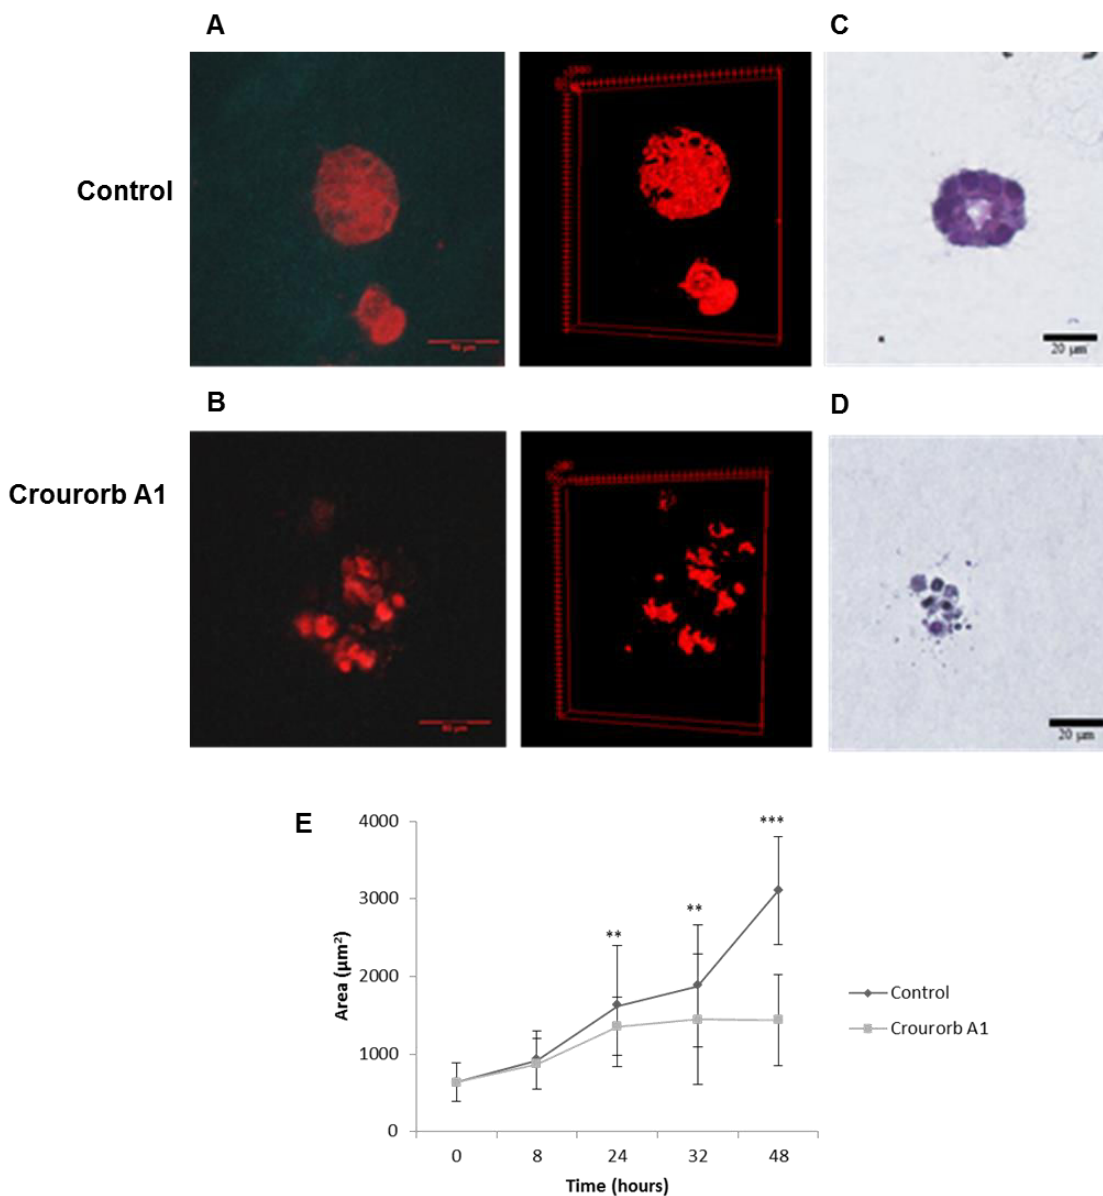 A
C
Control
20 µm
B
D
Crourorb A1
20 µm
E
4000
3000
2000
1000
0
Area (µm²)
**
**
***
0 8 24 32 48
Time (hours)
Control
Crourorb A1